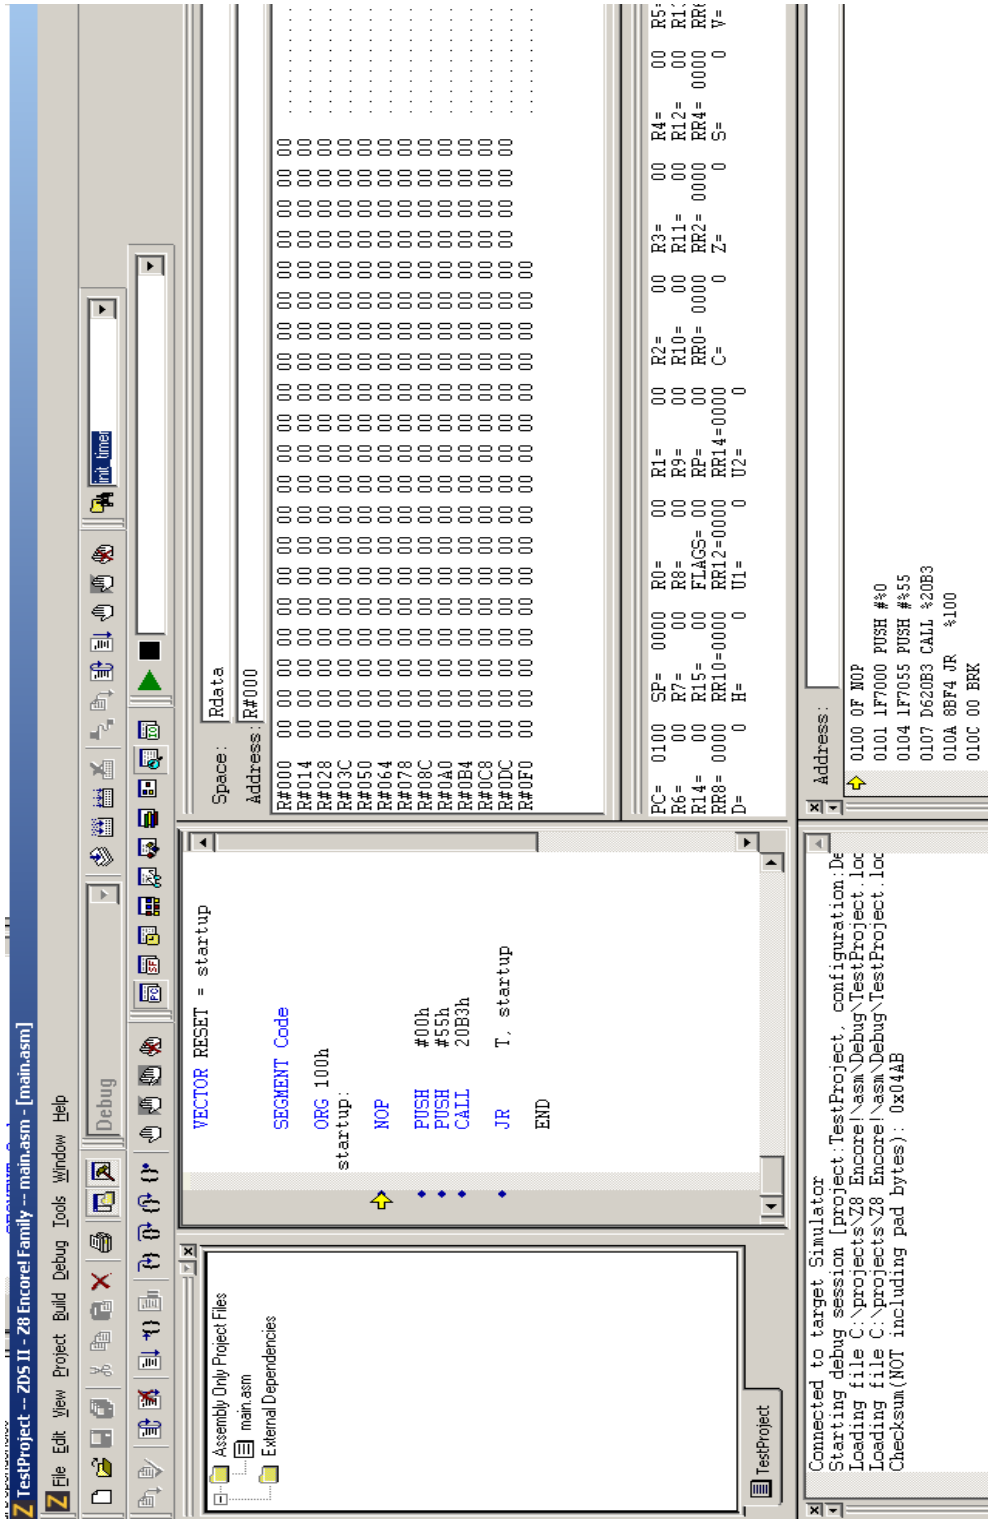 TestProject -- ZDS II - Z8 Encore! Family -- main.asm - [main.asm]
File Edit View Project Build Debug Tools Window Help
Debug
init_timer
Assembly Only Project Files
main.asm
External Dependencies
TestProject
VECTOR RESET = startup
SEGMENT Code
ORG 100h
startup:
NOP
PUSH #00h
PUSH #55h
CALL 20B3h
JR T, startup
END
Space: Rdata
Address: R#000
R#000 00 00 00 00 00 00 00 00 00 00 00 00 00 00 00 00 00 00 00 00 ....................
R#014 00 00 00 00 00 00 00 00 00 00 00 00 00 00 00 00 00 00 00 00 ....................
R#028 00 00 00 00 00 00 00 00 00 00 00 00 00 00 00 00 00 00 00 00 ....................
R#03C 00 00 00 00 00 00 00 00 00 00 00 00 00 00 00 00 00 00 00 00 ....................
R#050 00 00 00 00 00 00 00 00 00 00 00 00 00 00 00 00 00 00 00 00 ....................
R#064 00 00 00 00 00 00 00 00 00 00 00 00 00 00 00 00 00 00 00 00 ....................
R#078 00 00 00 00 00 00 00 00 00 00 00 00 00 00 00 00 00 00 00 00 ....................
R#08C 00 00 00 00 00 00 00 00 00 00 00 00 00 00 00 00 00 00 00 00 ....................
R#0A0 00 00 00 00 00 00 00 00 00 00 00 00 00 00 00 00 00 00 00 00 ....................
R#0B4 00 00 00 00 00 00 00 00 00 00 00 00 00 00 00 00 00 00 00 00 ....................
R#0C8 00 00 00 00 00 00 00 00 00 00 00 00 00 00 00 00 00 00 00 00 ....................
R#0DC 00 00 00 00 00 00 00 00 00 00 00 00 00 00 00 00 00 00 00 00 ....................
R#0F0 00 00 00 00 00 00 00 00 00 00 00 00 00 00 00 00 ................
PC= 0100 SP= 0000 R0= 00 R1= 00 R2= 00 R3= 00 R4= 00 R5=
R6= 00 R7= 00 R8= 00 R9= 00 R10= 00 R11= 00 R12= 00
R14= 00 R15= 00 FLAGS= 00 RP= 00 RR0= 0000 RR2= 0000 RR4= 0000
RR8= 0000 RR10=0000 RR12=0000 RR14=0000 C= 0 Z= 0 S= 0 V=
D= 0 H= 0 U1= 0 U2= 0
Connected to target Simulator
Starting debug session [project:TestProject, configuration:De
Loading file C:\projects\Z8 Encore!\asm\Debug\TestProject.loc
Loading file C:\projects\Z8 Encore!\asm\Debug\TestProject.loc
Checksum(NOT including pad bytes): 0x04AB
Address:
0100 0F NOP
0101 1F7000 PUSH #%0
0104 1F7055 PUSH #%55
0107 D620B3 CALL %20B3
010A 8BF4 JR %100
010C 00 BRK